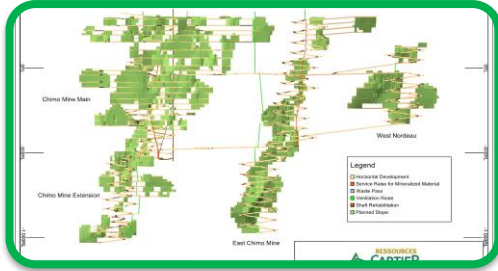 Chimo Mine Main
West Nordeau
Legend
Horizontal Development
Service Raise for Mineralized Material
Waste Pass
Ventilation Raise
Shaft Rehabilitation
Planned Stope
Chimo Mine Extension
East Chimo Mine
RESSOURCES
CARTIER